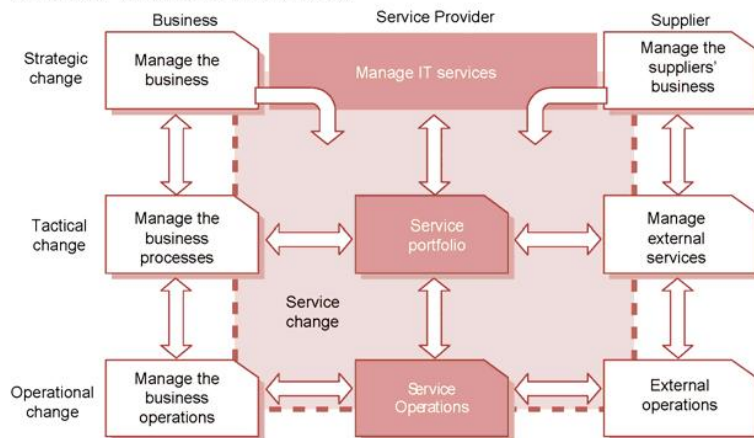 Business
Service Provider
Supplier
Strategic
change
Manage the
business
Manage IT services
Manage the
suppliers'
business
Tactical
change
Manage the
business
processes
Service
portfolio
Manage
external
services
Service
change
Operational
change
Manage the
business
operations
Service
Operations
External
operations